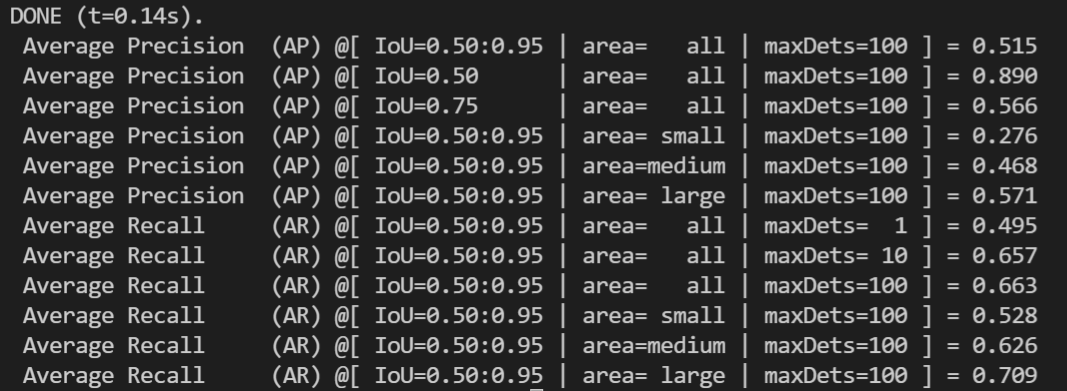 DONE (t=0.14s).
 Average Precision  (AP) @[ IoU=0.50:0.95 | area=   all | maxDets=100 ] = 0.515
 Average Precision  (AP) @[ IoU=0.50      | area=   all | maxDets=100 ] = 0.890
 Average Precision  (AP) @[ IoU=0.75      | area=   all | maxDets=100 ] = 0.566
 Average Precision  (AP) @[ IoU=0.50:0.95 | area= small | maxDets=100 ] = 0.276
 Average Precision  (AP) @[ IoU=0.50:0.95 | area=medium | maxDets=100 ] = 0.468
 Average Precision  (AP) @[ IoU=0.50:0.95 | area= large | maxDets=100 ] = 0.571
 Average Recall     (AR) @[ IoU=0.50:0.95 | area=   all | maxDets=  1 ] = 0.495
 Average Recall     (AR) @[ IoU=0.50:0.95 | area=   all | maxDets= 10 ] = 0.657
 Average Recall     (AR) @[ IoU=0.50:0.95 | area=   all | maxDets=100 ] = 0.663
 Average Recall     (AR) @[ IoU=0.50:0.95 | area= small | maxDets=100 ] = 0.528
 Average Recall     (AR) @[ IoU=0.50:0.95 | area=medium | maxDets=100 ] = 0.626
 Average Recall     (AR) @[ IoU=0.50:0.95 | area= large | maxDets=100 ] = 0.709